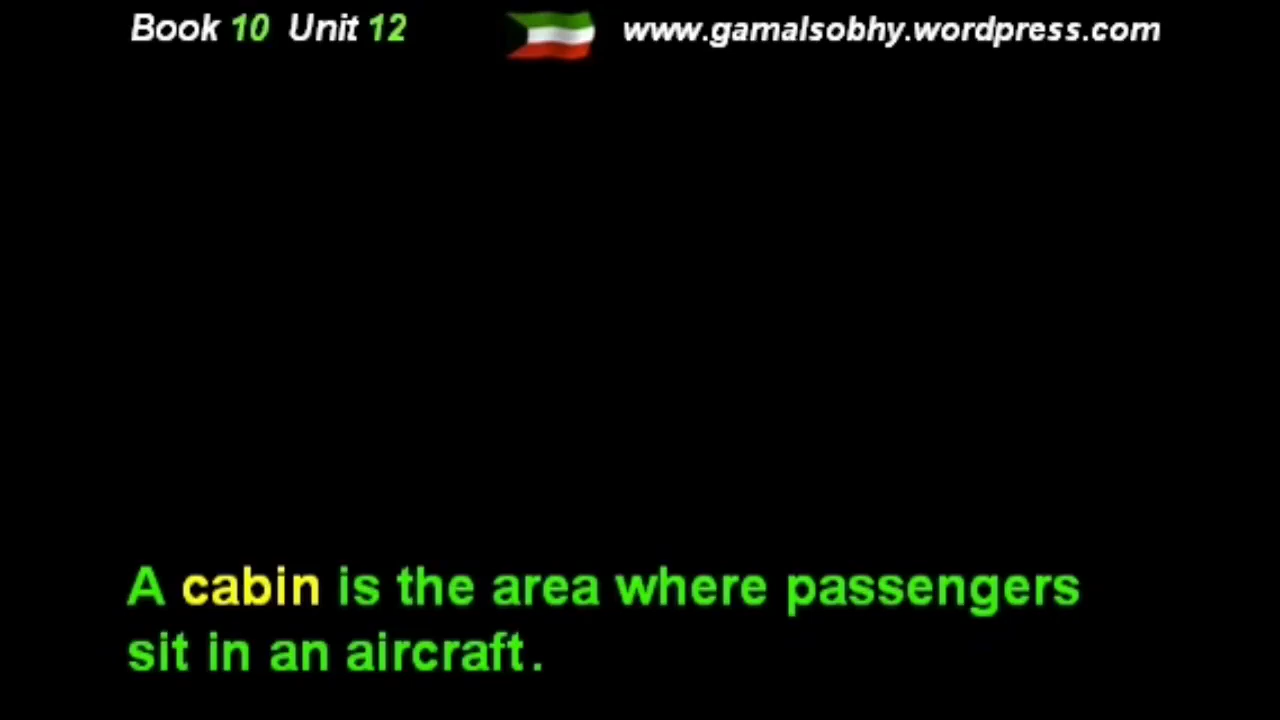 Book 10 Unit 12 www.gamalsobhy.wordpress.com
A cabin is the area where passengers
sit in an aircraft.